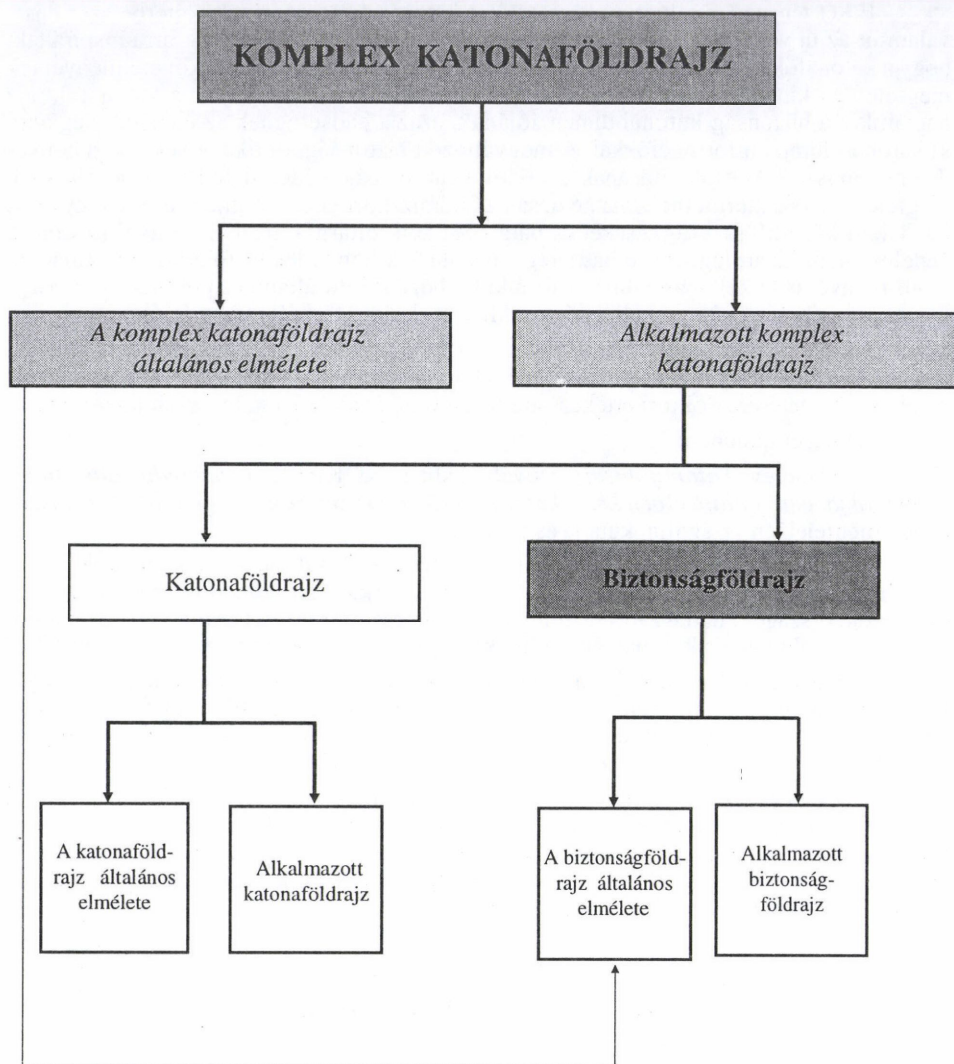 KOMPLEX KATONAFÖLDRAJZ
A komplex katonaföldrajz
általános elmélete
Alkalmazott komplex
katonaföldrajz
Katonaföldrajz
Biztonságföldrajz
A katonaföld-
rajz általános
elmélete
Alkalmazott
katonaföldrajz
A biztonságföld-
rajz általános
elmélete
Alkalmazott
biztonság-
földrajz